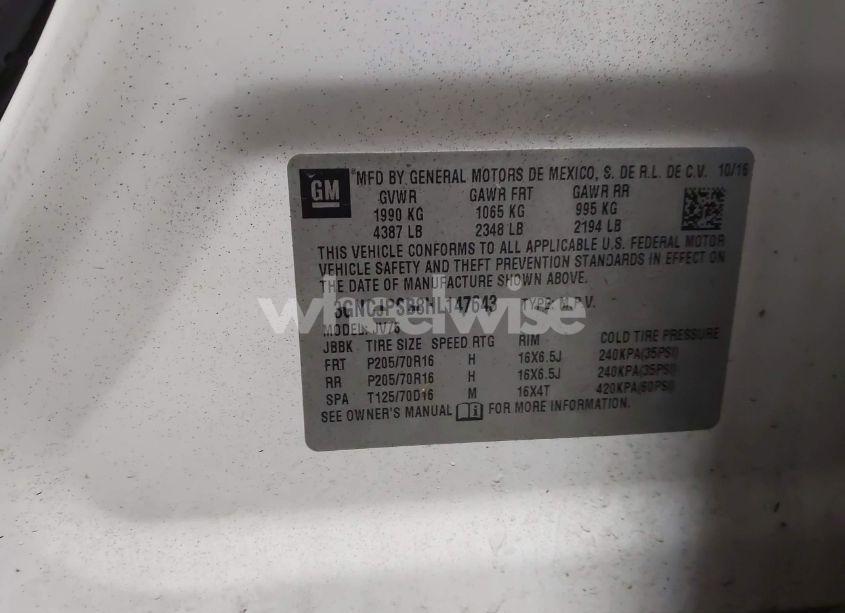 GM
MFD BY GENERAL MOTORS DE MEXICO, S. DE R.L. DE C.V. 10/16
GVWR GAWR FRT GAWR RR
1990 KG 1065 KG 995 KG
4387 LB 2348 LB 2194 LB
THIS VEHICLE CONFORMS TO ALL APPLICABLE U.S. FEDERAL MOTOR
VEHICLE SAFETY AND THEFT PREVENTION STANDARDS IN EFFECT ON
THE DATE OF MANUFACTURE SHOWN ABOVE.
3GNCJPSB8HL147643 TYPE: M.P.V.
wheelwise
MODEL: JV76
JBBK TIRE SIZE SPEED RTG RIM COLD TIRE PRESSURE
FRT P205/70R16 H 16X6.5J 240KPA(35PSI)
RR P205/70R16 H 16X6.5J 240KPA(35PSI)
SPA T125/70D16 M 16X4T 420KPA(60PSI)
SEE OWNER'S MANUAL FOR MORE INFORMATION.